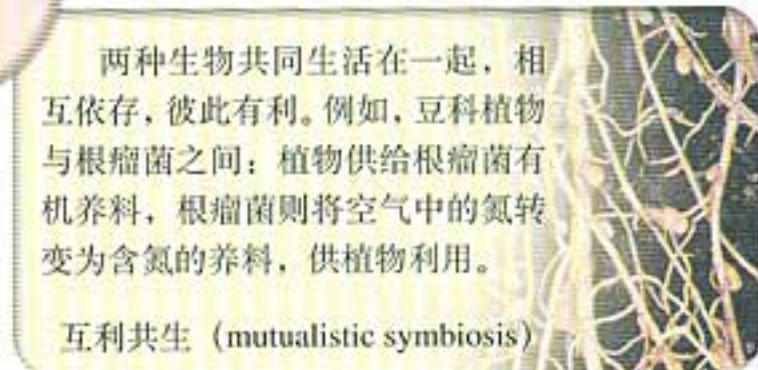 两种生物共同生活在一起，相
互依存，彼此有利。例如，豆科植物
与根瘤菌之间：植物供给根瘤菌有
机养料，根瘤菌则将空气中的氮转
变为含氮的养料，供植物利用。
互利共生（mutualistic symbiosis）